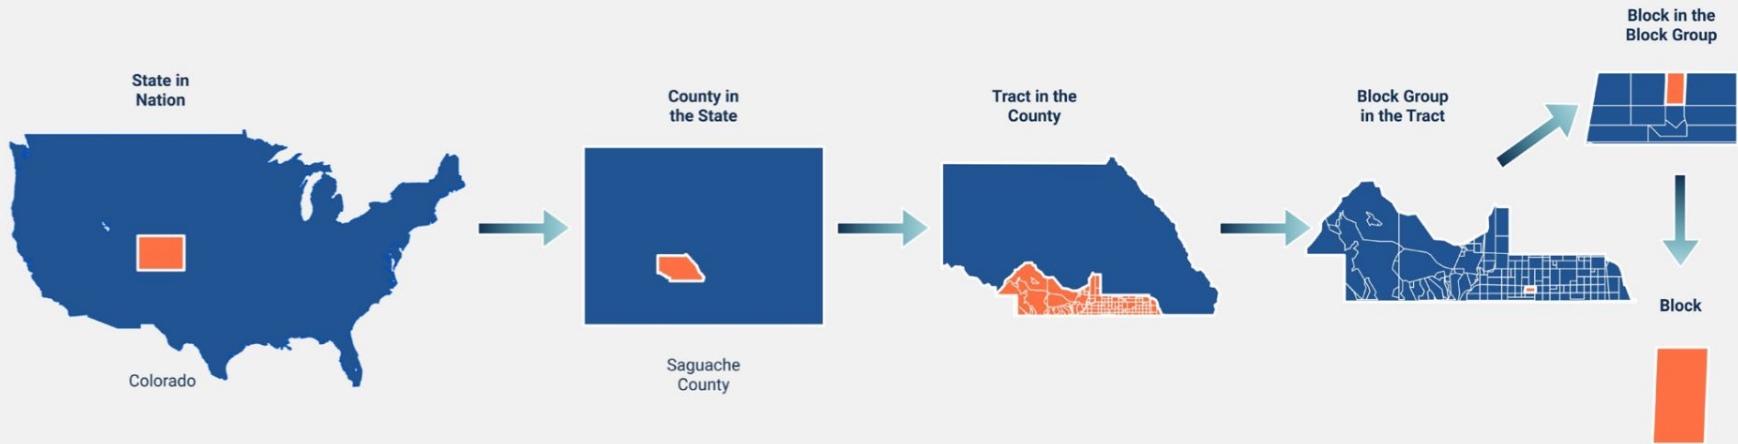 State in
Nation
Colorado
County in
the State
Saguache
County
Tract in the
County
Block Group
in the Tract
Block in the
Block Group
Block